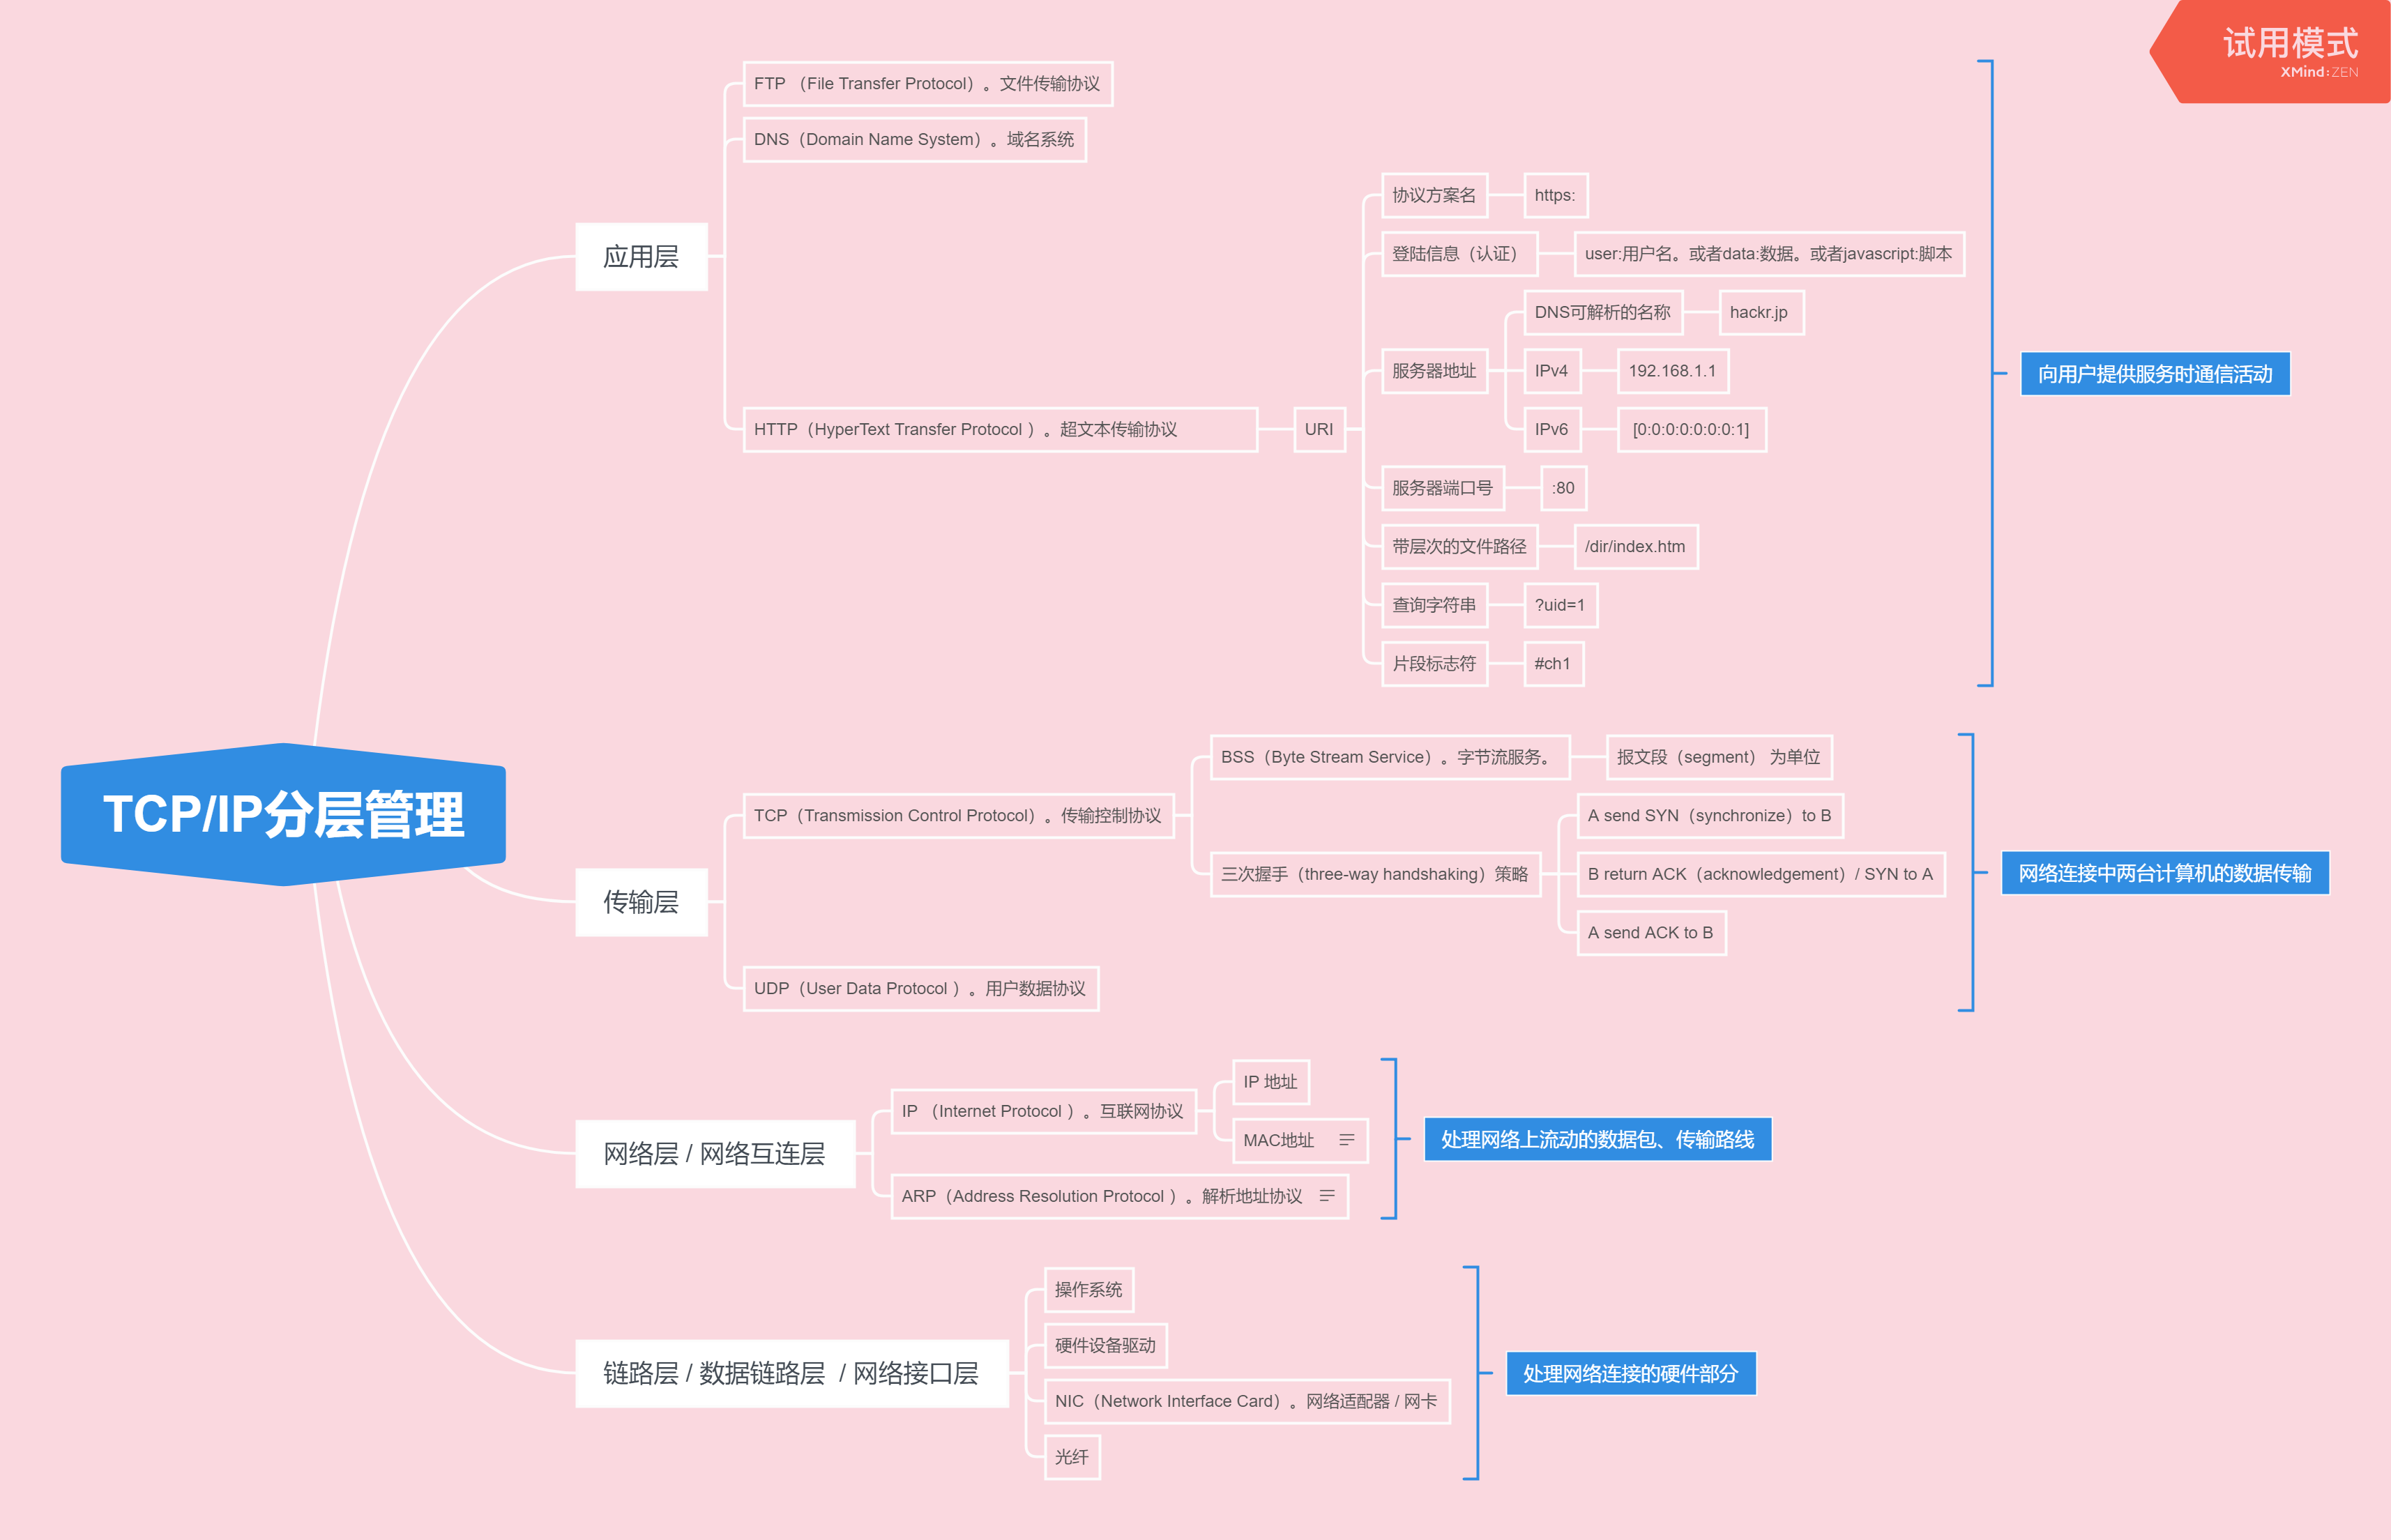 试用模式
XMind:ZEN
TCP/IP分层管理
应用层
FTP （File Transfer Protocol）。文件传输协议
DNS（Domain Name System）。域名系统
HTTP（HyperText Transfer Protocol ）。超文本传输协议
URI
协议方案名
https:
登陆信息（认证）
user:用户名。或者data:数据。或者javascript:脚本
服务器地址
DNS可解析的名称
hackr.jp
IPv4
192.168.1.1
IPv6
[0:0:0:0:0:0:0:1]
服务器端口号
:80
带层次的文件路径
/dir/index.htm
查询字符串
?uid=1
片段标志符
#ch1
向用户提供服务时通信活动
传输层
TCP（Transmission Control Protocol）。传输控制协议
BSS（Byte Stream Service）。字节流服务。
报文段（segment） 为单位
三次握手（three-way handshaking）策略
A send SYN（synchronize）to B
B return ACK（acknowledgement）/ SYN to A
A send ACK to B
UDP（User Data Protocol ）。用户数据协议
网络连接中两台计算机的数据传输
网络层 / 网络互连层
IP （Internet Protocol ）。互联网协议
IP 地址
MAC地址
ARP（Address Resolution Protocol ）。解析地址协议
处理网络上流动的数据包、传输路线
链路层 / 数据链路层 / 网络接口层
操作系统
硬件设备驱动
NIC（Network Interface Card）。网络适配器 / 网卡
光纤
处理网络连接的硬件部分